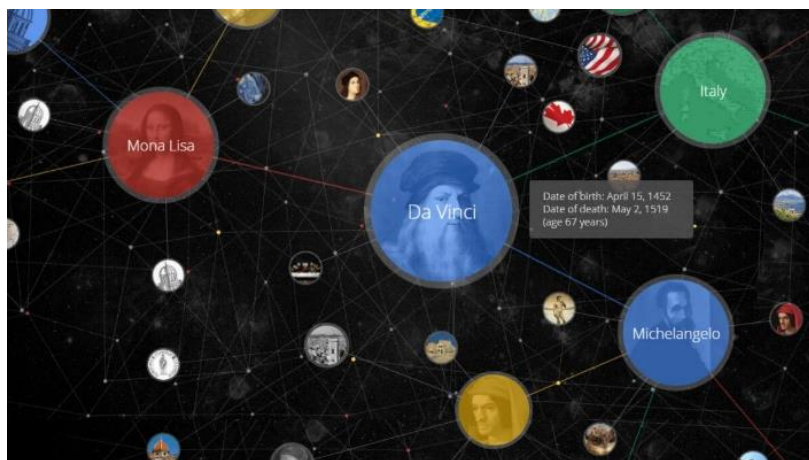 Italy
Mona Lisa
Da Vinci
Date of birth: April 15, 1452
Date of death: May 2, 1519
(age 67 years)
Michelangelo